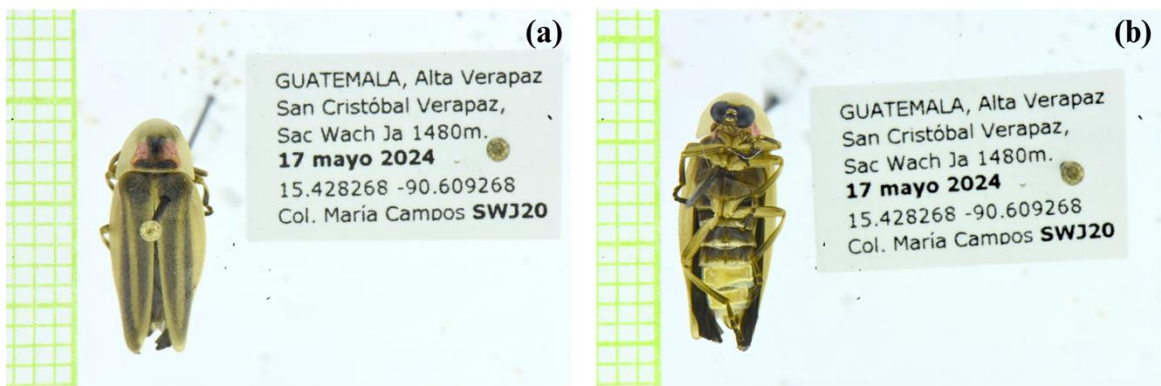 (a)
GUATEMALA, Alta Verapaz
San Cristóbal Verapaz,
Sac Wach Ja 1480m.
17 mayo 2024
15.428268 -90.609268
Col. María Campos SWJ20
(b)
GUATEMALA, Alta Verapaz
San Cristóbal Verapaz,
Sac Wach Ja 1480m.
17 mayo 2024
15.428268 -90.609268
Col. María Campos SWJ20